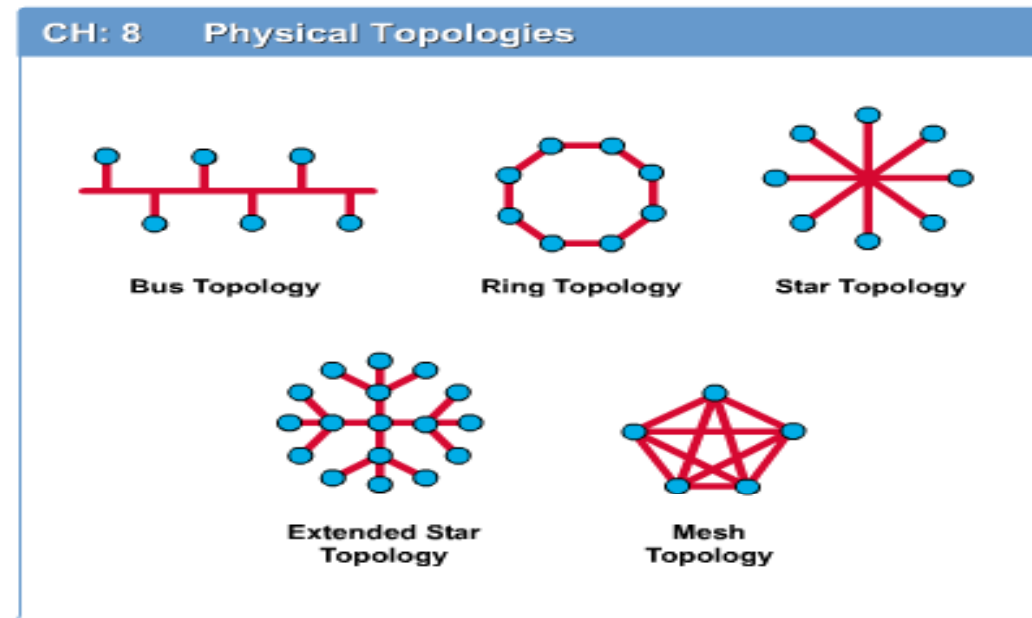 CH: 8 Physical Topologies
Bus Topology
Ring Topology
Star Topology
Extended Star
Topology
Mesh
Topology